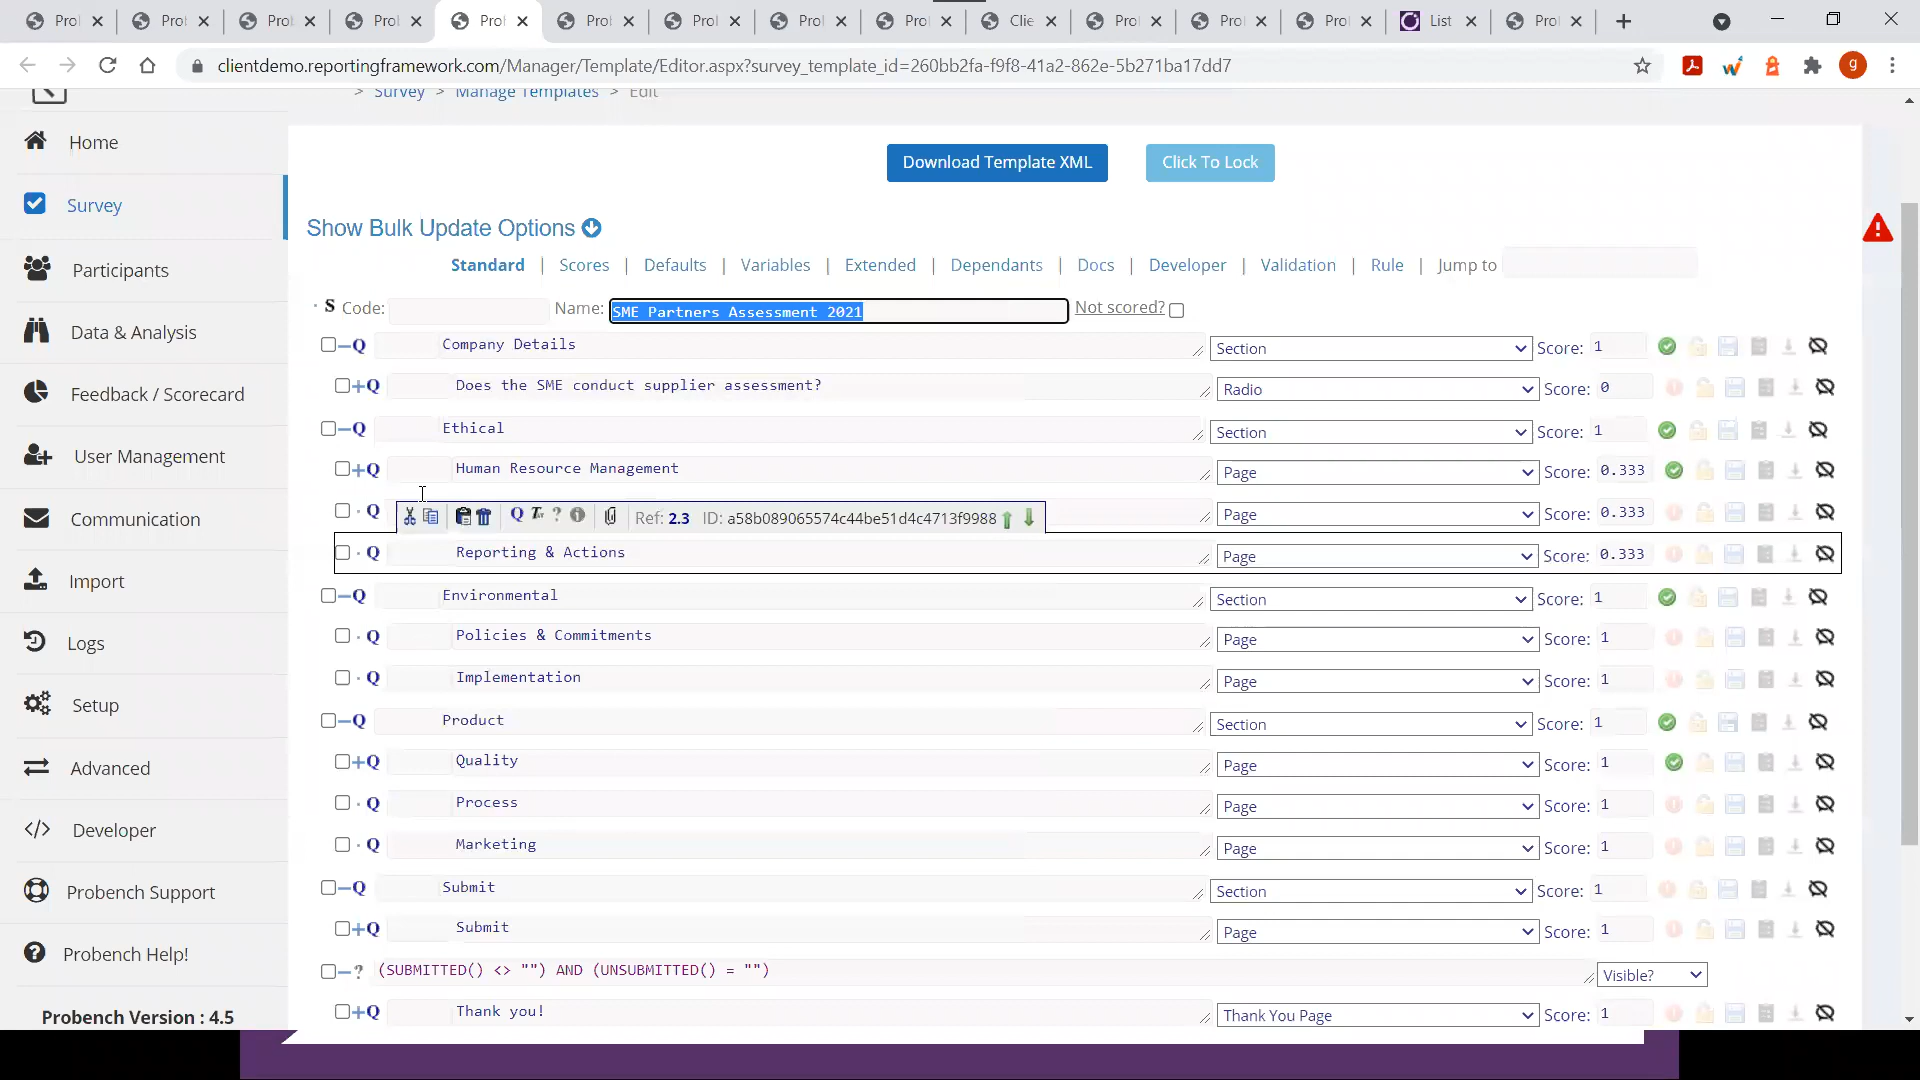 Pro Pro Pro Prob Prof Pro Pro Pro Pro Clie Pro Pro Pro List Pro
clientdemo.reportingframework.com/Manager/Template/Editor.aspx?survey_template_id=260bb2fa-f9f8-41a2-862e-5b271ba17dd7
g
> Survey > Manage Templates > Edit
Home
Survey
Participants
Data & Analysis
Feedback / Scorecard
User Management
Communication
Import
Logs
Setup
Advanced
Developer
Probench Support
Probench Help!
Probench Version : 4.5
Download Template XML Click To Lock
Show Bulk Update Options
Standard | Scores | Defaults | Variables | Extended | Dependants | Docs | Developer | Validation | Rule | Jump to
S Code: Name: SME Partners Assessment 2021 Not scored?
Q Company Details Section Score: 1
Q Does the SME conduct supplier assessment? Radio Score: 0
Q Ethical Section Score: 1
Q Human Resource Management Page Score: 0.333
Q Q ? Ref: 2.3 ID: a58b089065574c44be51d4c4713f9988 Page Score: 0.333
Q Reporting & Actions Page Score: 0.333
Q Environmental Section Score: 1
Q Policies & Commitments Page Score: 1
Q Implementation Page Score: 1
Q Product Section Score: 1
Q Quality Page Score: 1
Q Process Page Score: 1
Q Marketing Page Score: 1
Q Submit Section Score: 1
Q Submit Page Score: 1
? (SUBMITTED() <> "") AND (UNSUBMITTED() = "") Visible?
Q Thank you! Thank You Page Score: 1